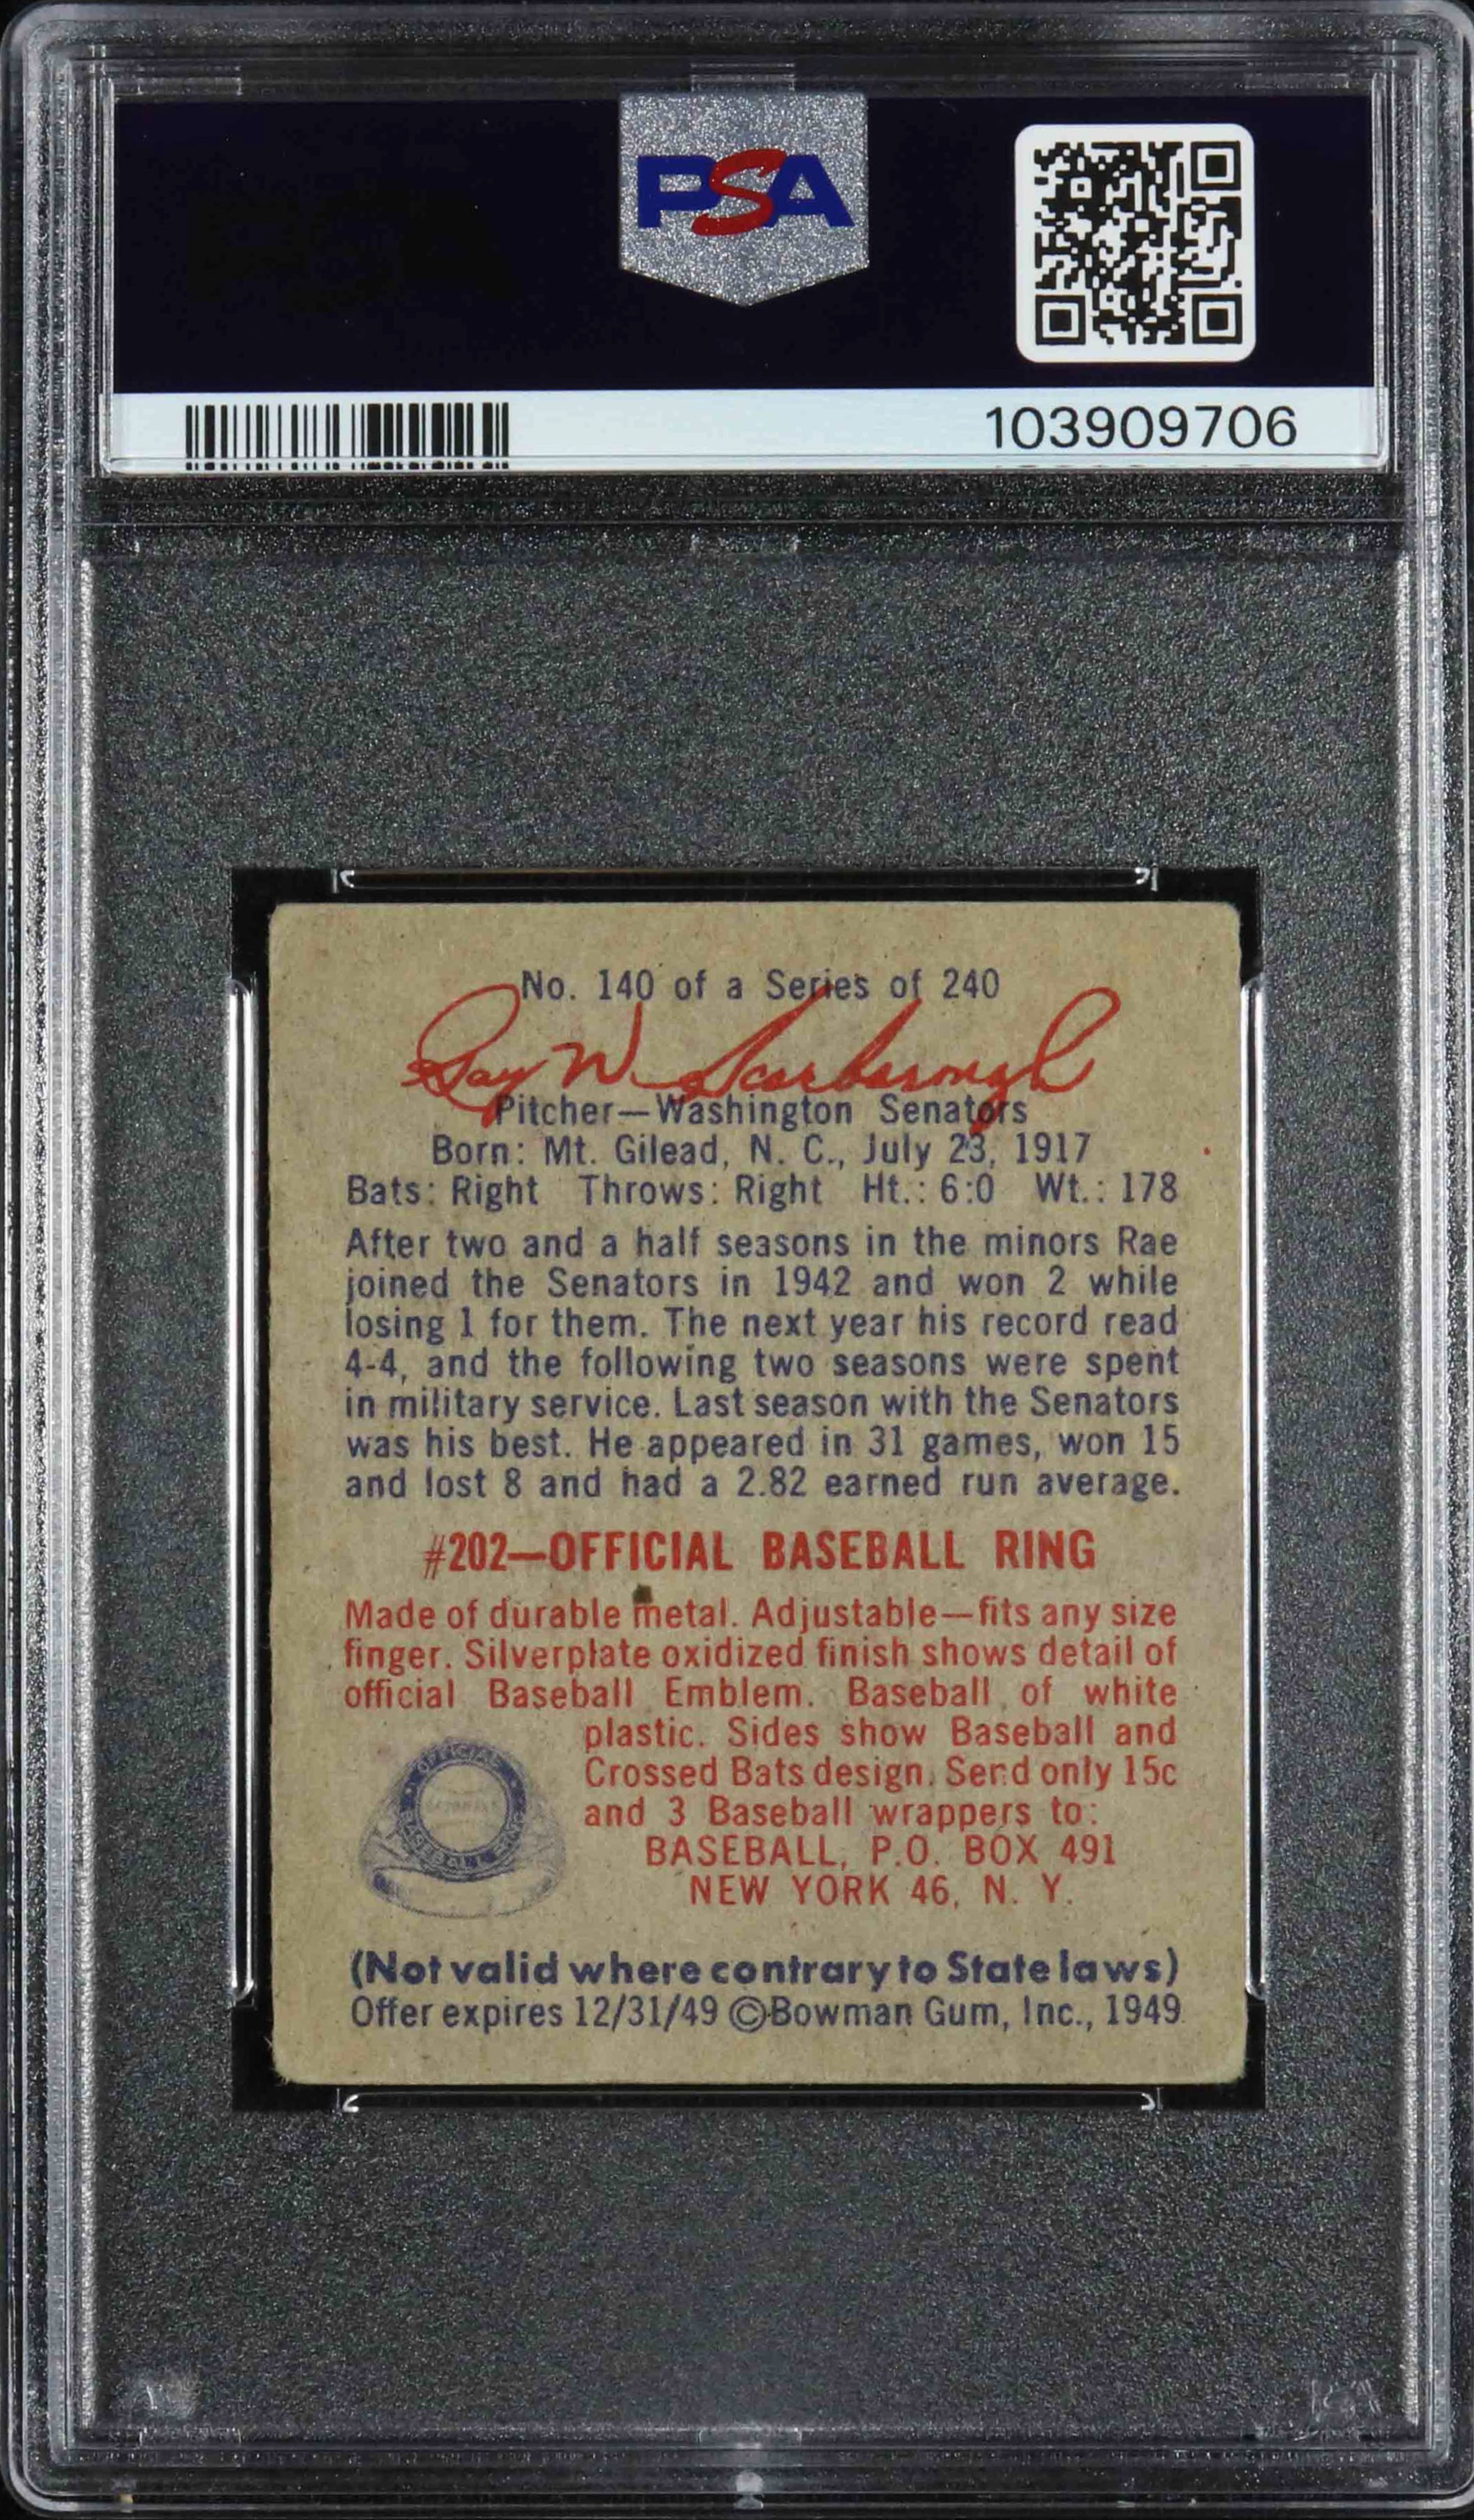 PSA
103909706
No. 140 of a Series of 240
Ray W. Scarborough
Pitcher—Washington Senators
Born: Mt. Gilead, N. C., July 23, 1917
Bats: Right Throws: Right Ht.: 6:0 Wt.: 178
After two and a half seasons in the minors Rae
joined the Senators in 1942 and won 2 while
losing 1 for them. The next year his record read
4-4, and the following two seasons were spent
in military service. Last season with the Senators
was his best. He appeared in 31 games, won 15
and lost 8 and had a 2.82 earned run average.
#202—OFFICIAL BASEBALL RING
Made of durable metal. Adjustable—fits any size
finger. Silverplate oxidized finish shows detail of
official Baseball Emblem. Baseball of white
plastic. Sides show Baseball and
Crossed Bats design. Send only 15c
and 3 Baseball wrappers to:
BASEBALL, P.O. BOX 491
NEW YORK 46, N. Y.
OFFICIAL
BASEBALL RING
(Not valid where contrary to State laws)
Offer expires 12/31/49 ©Bowman Gum, Inc., 1949